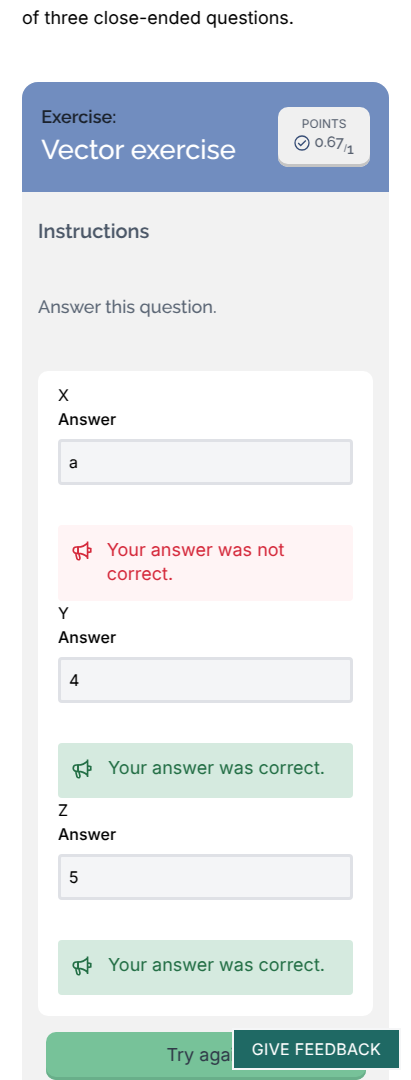 of three close-ended questions.
Exercise:
Vector exercise
POINTS
0.67/1
Instructions
Answer this question.
X
Answer
a
Your answer was not
correct.
Y
Answer
4
Your answer was correct.
Z
Answer
5
Your answer was correct.
Try aga
GIVE FEEDBACK